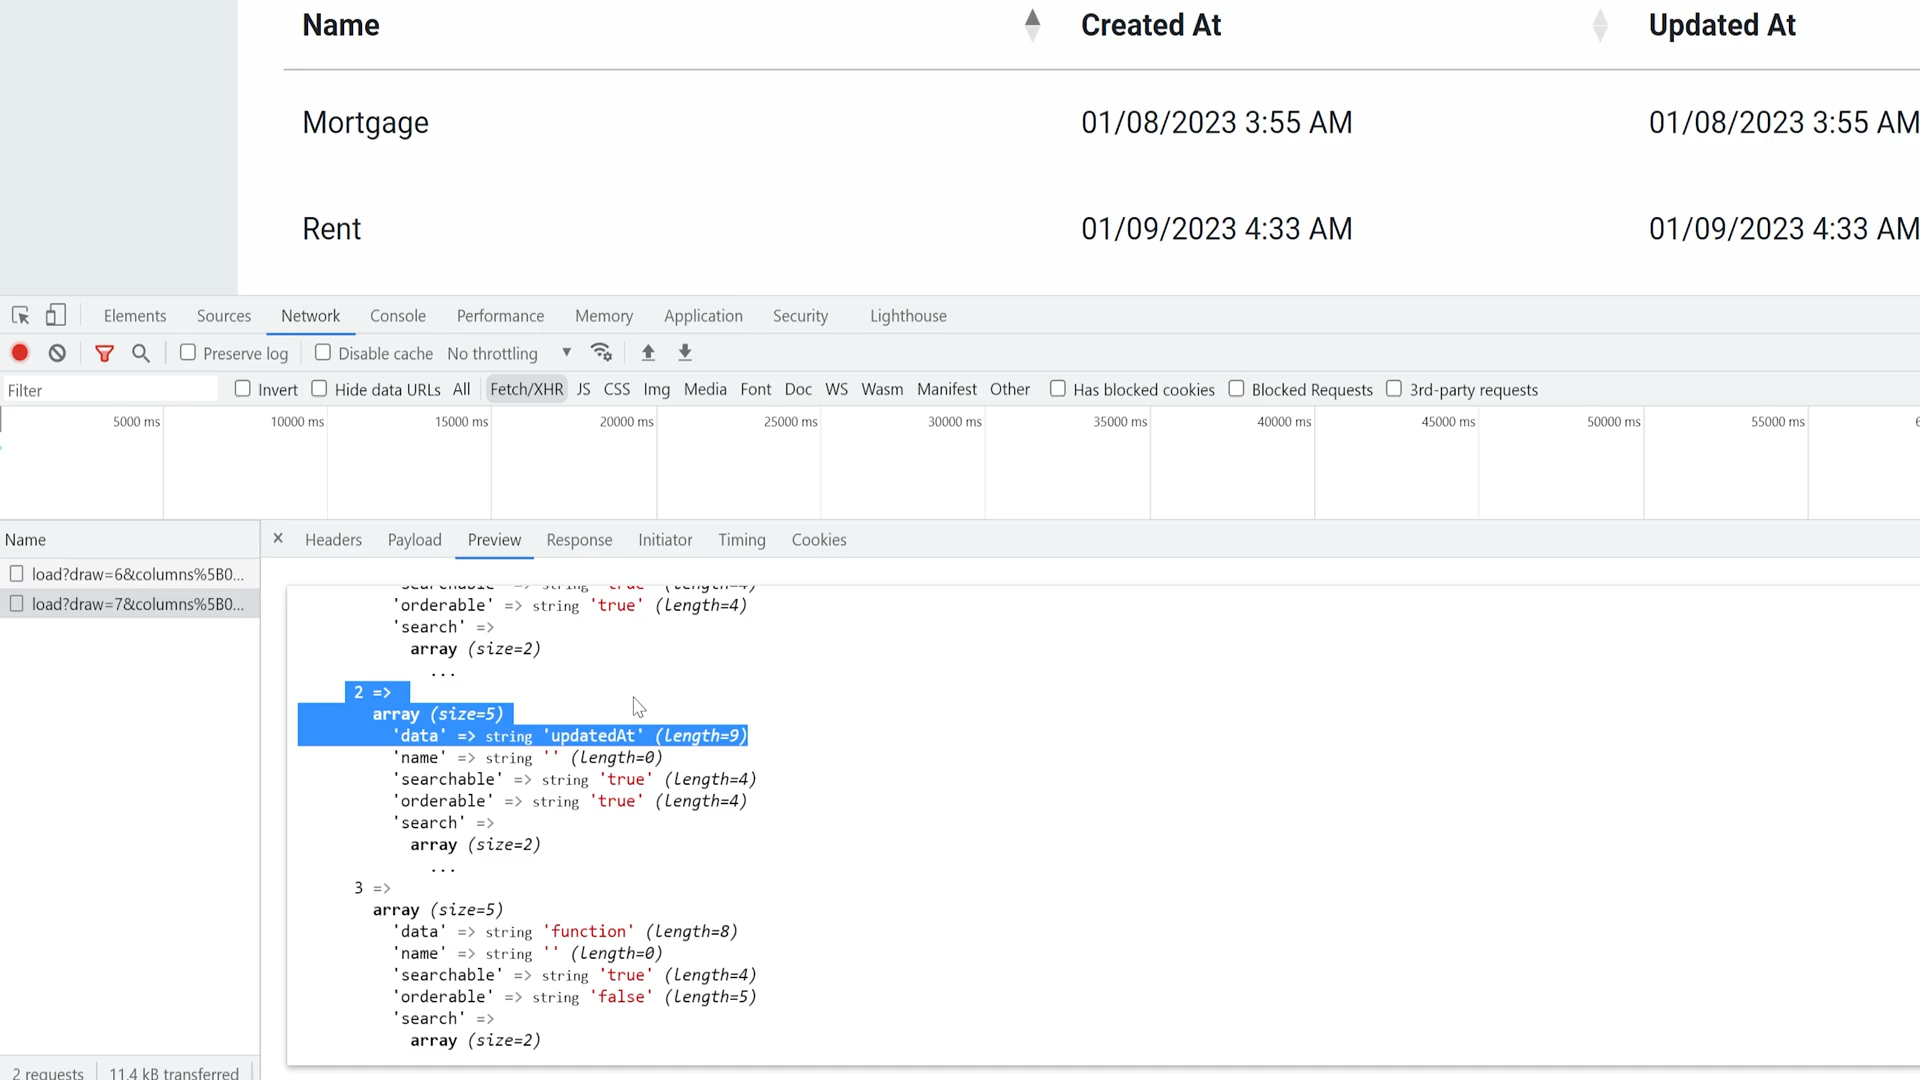 Name Created At Updated At
Mortgage 01/08/2023 3:55 AM 01/08/2023 3:55 AM
Rent 01/09/2023 4:33 AM 01/09/2023 4:33 AM
Elements Sources Network Console Performance Memory Application Security Lighthouse
Preserve log Disable cache No throttling
Filter Invert Hide data URLs All Fetch/XHR JS CSS Img Media Font Doc WS Wasm Manifest Other Has blocked cookies Blocked Requests 3rd-party requests
5000 ms 10000 ms 15000 ms 20000 ms 25000 ms 30000 ms 35000 ms 40000 ms 45000 ms 50000 ms 55000 ms
Name
load?draw=6&columns%5B0...
load?draw=7&columns%5B0...
2 requests 11.4 kB transferred
× Headers Payload Preview Response Initiator Timing Cookies
'searchable' => string 'true' (length=4)
'orderable' => string 'true' (length=4)
'search' =>
array (size=2)
...
2 =>
array (size=5)
'data' => string 'updatedAt' (length=9)
'name' => string '' (length=0)
'searchable' => string 'true' (length=4)
'orderable' => string 'true' (length=4)
'search' =>
array (size=2)
...
3 =>
array (size=5)
'data' => string 'function' (length=8)
'name' => string '' (length=0)
'searchable' => string 'true' (length=4)
'orderable' => string 'false' (length=5)
'search' =>
array (size=2)